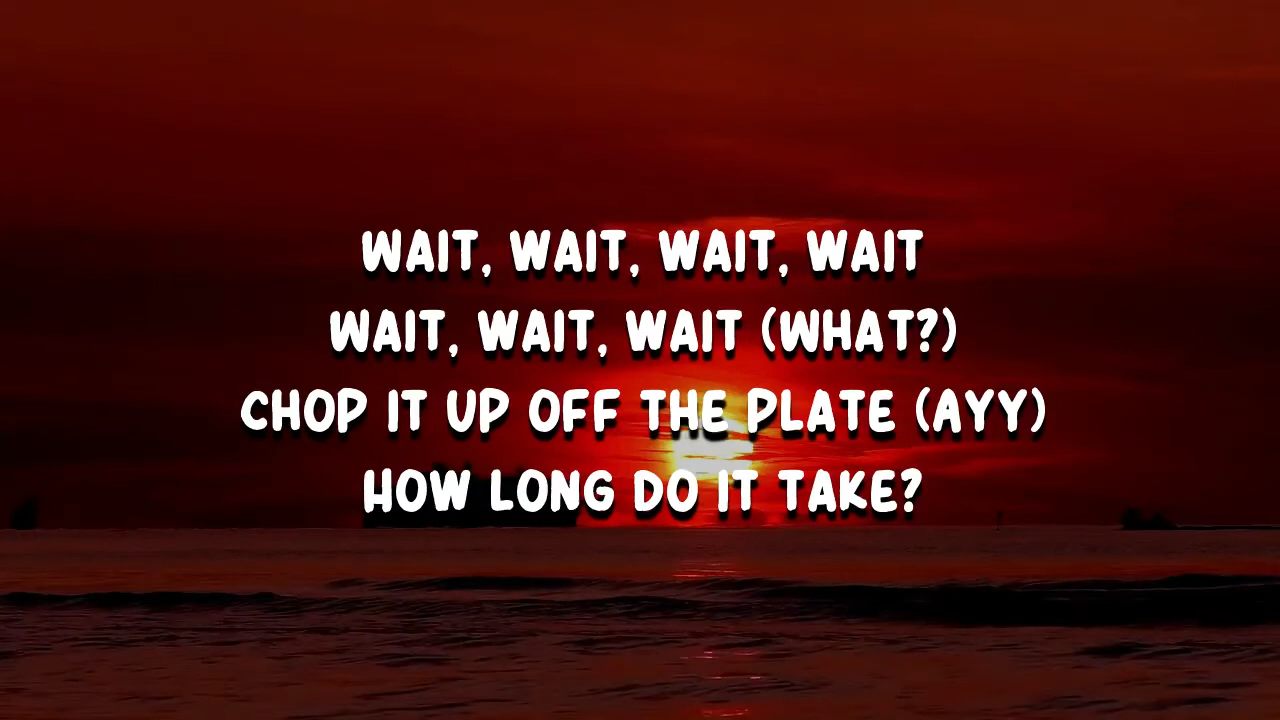 WAIT, WAIT, WAIT, WAIT
WAIT, WAIT, WAIT (WHAT?)
CHOP IT UP OFF THE PLATE (AYY)
HOW LONG DO IT TAKE?